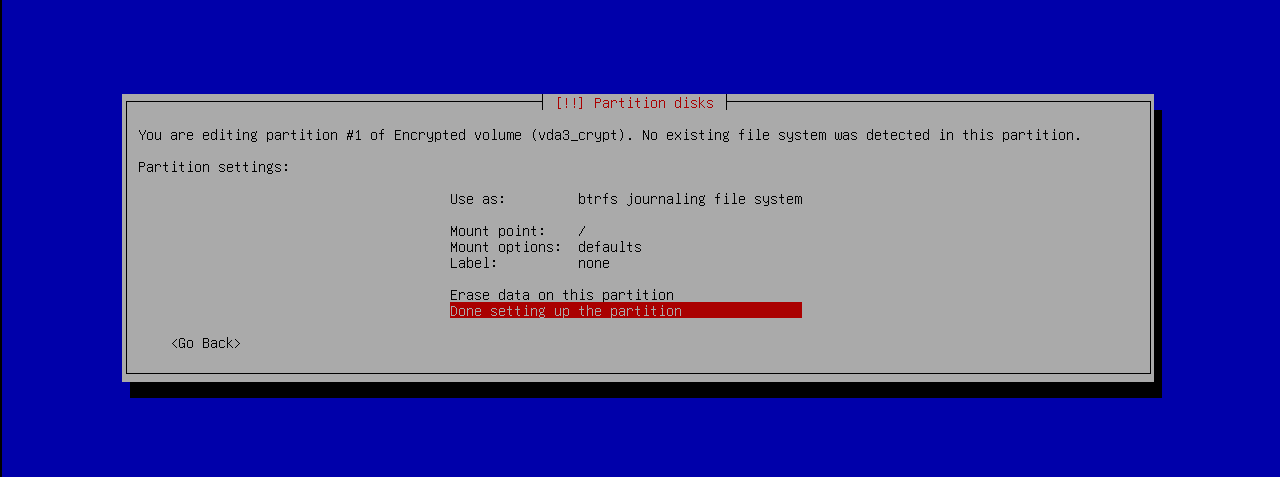 [!!] Partition disks
You are editing partition #1 of Encrypted volume (vda3_crypt). No existing file system was detected in this partition.
Partition settings:
Use as: btrfs journaling file system
Mount point: /
Mount options: defaults
Label: none
Erase data on this partition
Done setting up the partition
<Go Back>